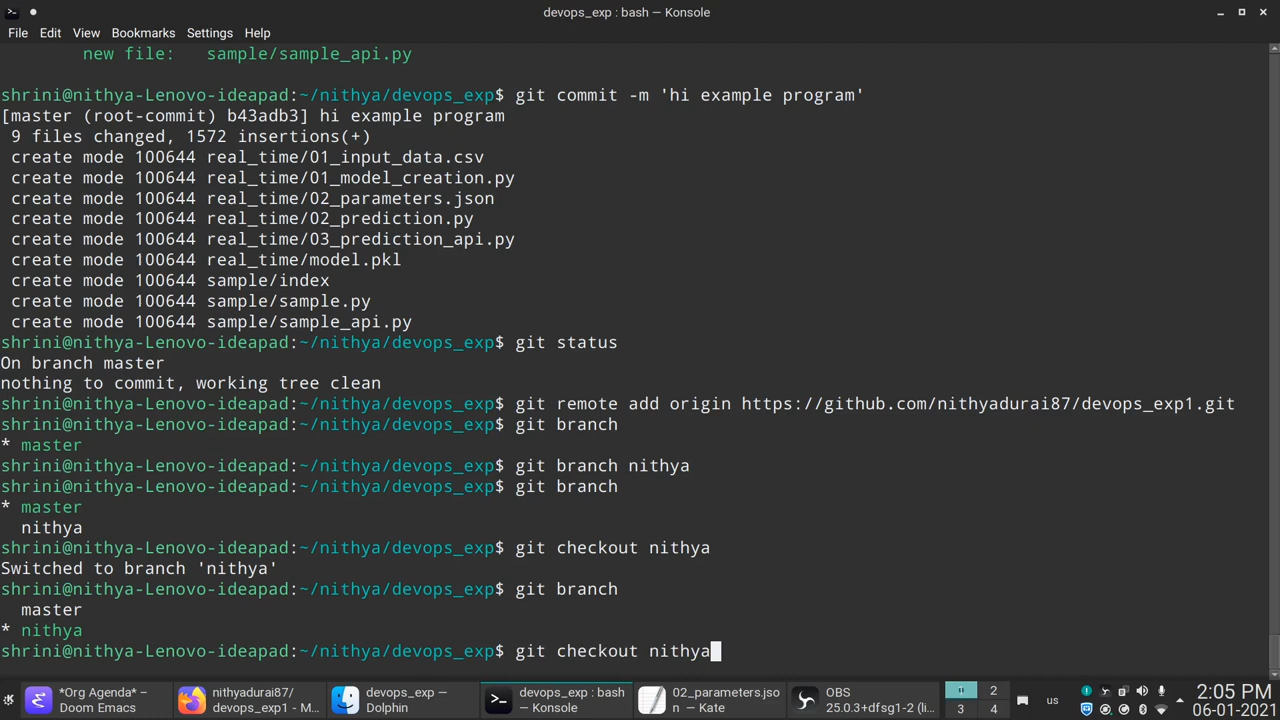 devops_exp : bash — Konsole
File Edit View Bookmarks Settings Help
new file: sample/sample_api.py
shrini@nithya-Lenovo-ideapad:~/nithya/devops_exp$ git commit -m 'hi example program'
[master (root-commit) b43adb3] hi example program
9 files changed, 1572 insertions(+)
create mode 100644 real_time/01_input_data.csv
create mode 100644 real_time/01_model_creation.py
create mode 100644 real_time/02_parameters.json
create mode 100644 real_time/02_prediction.py
create mode 100644 real_time/03_prediction_api.py
create mode 100644 real_time/model.pkl
create mode 100644 sample/index
create mode 100644 sample/sample.py
create mode 100644 sample/sample_api.py
shrini@nithya-Lenovo-ideapad:~/nithya/devops_exp$ git status
On branch master
nothing to commit, working tree clean
shrini@nithya-Lenovo-ideapad:~/nithya/devops_exp$ git remote add origin https://github.com/nithyadurai87/devops_exp1.git
shrini@nithya-Lenovo-ideapad:~/nithya/devops_exp$ git branch
* master
shrini@nithya-Lenovo-ideapad:~/nithya/devops_exp$ git branch nithya
shrini@nithya-Lenovo-ideapad:~/nithya/devops_exp$ git branch
* master
nithya
shrini@nithya-Lenovo-ideapad:~/nithya/devops_exp$ git checkout nithya
Switched to branch 'nithya'
shrini@nithya-Lenovo-ideapad:~/nithya/devops_exp$ git branch
master
* nithya
shrini@nithya-Lenovo-ideapad:~/nithya/devops_exp$ git checkout nithya
*Org Agenda* –
Doom Emacs
nithyadurai87/
devops_exp1 - M...
devops_exp —
Dolphin
devops_exp : bash
— Konsole
02_parameters.jso
n — Kate
OBS
25.0.3+dfsg1-2 (li...
2
3 4
us
2:05 PM
06-01-2021